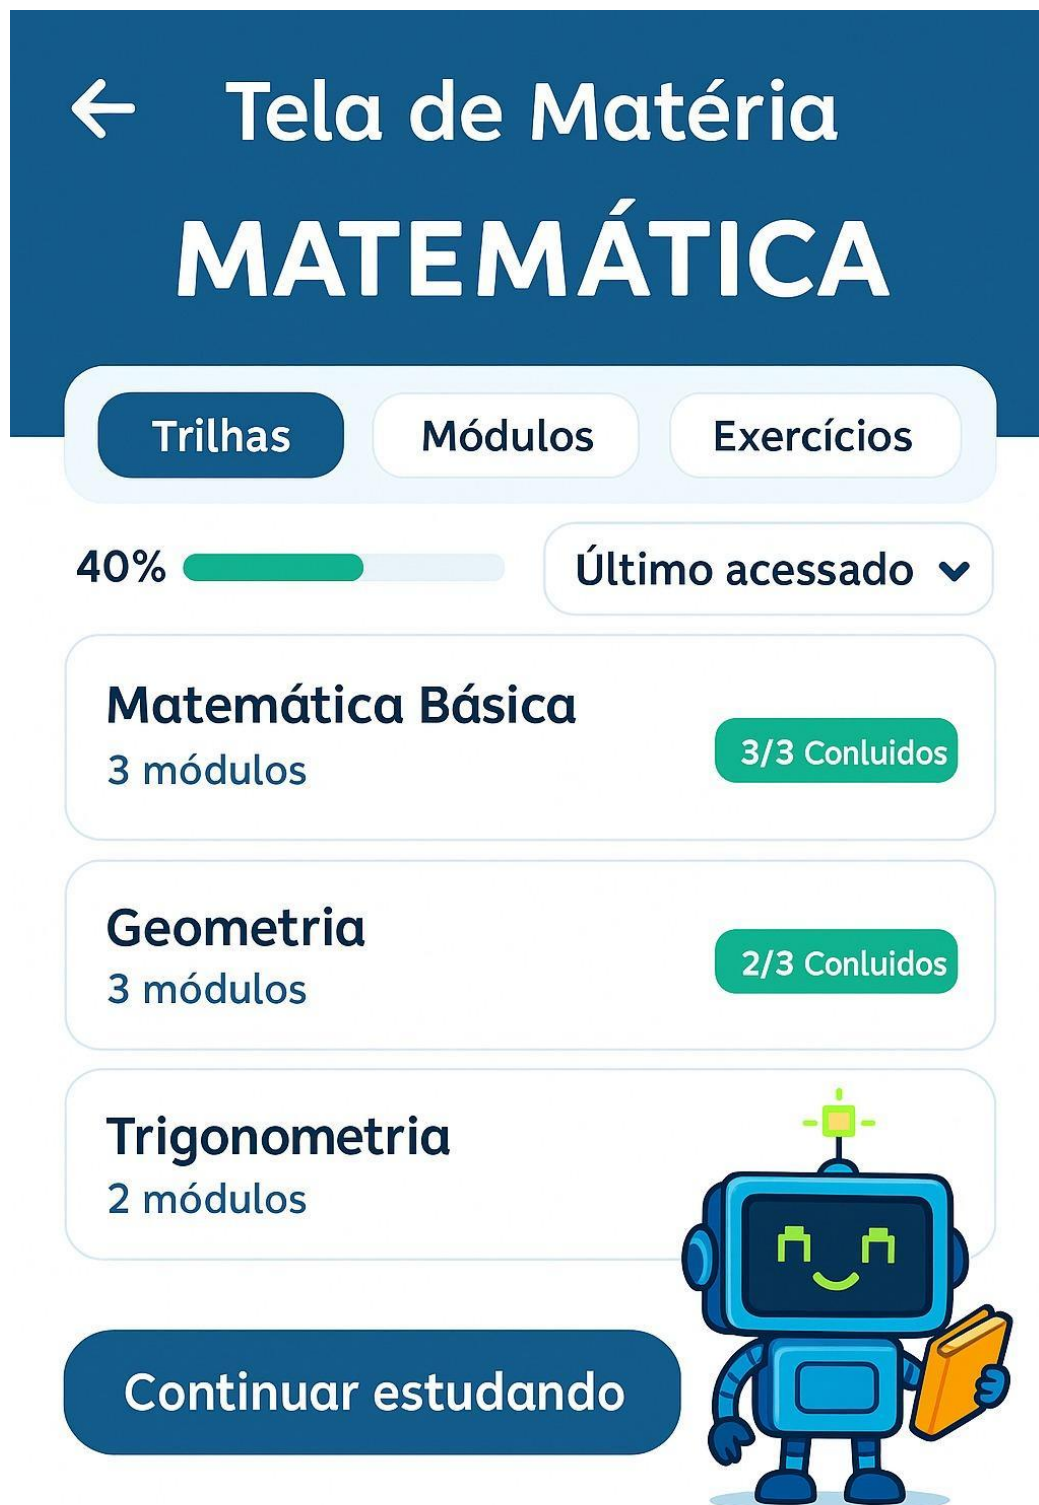 Tela de Matéria
MATEMÁTICA
Trilhas Módulos Exercícios
40% Último acessado
Matemática Básica
3 módulos
3/3 Conluidos
Geometria
3 módulos
2/3 Conluidos
Trigonometria
2 módulos
Continuar estudando